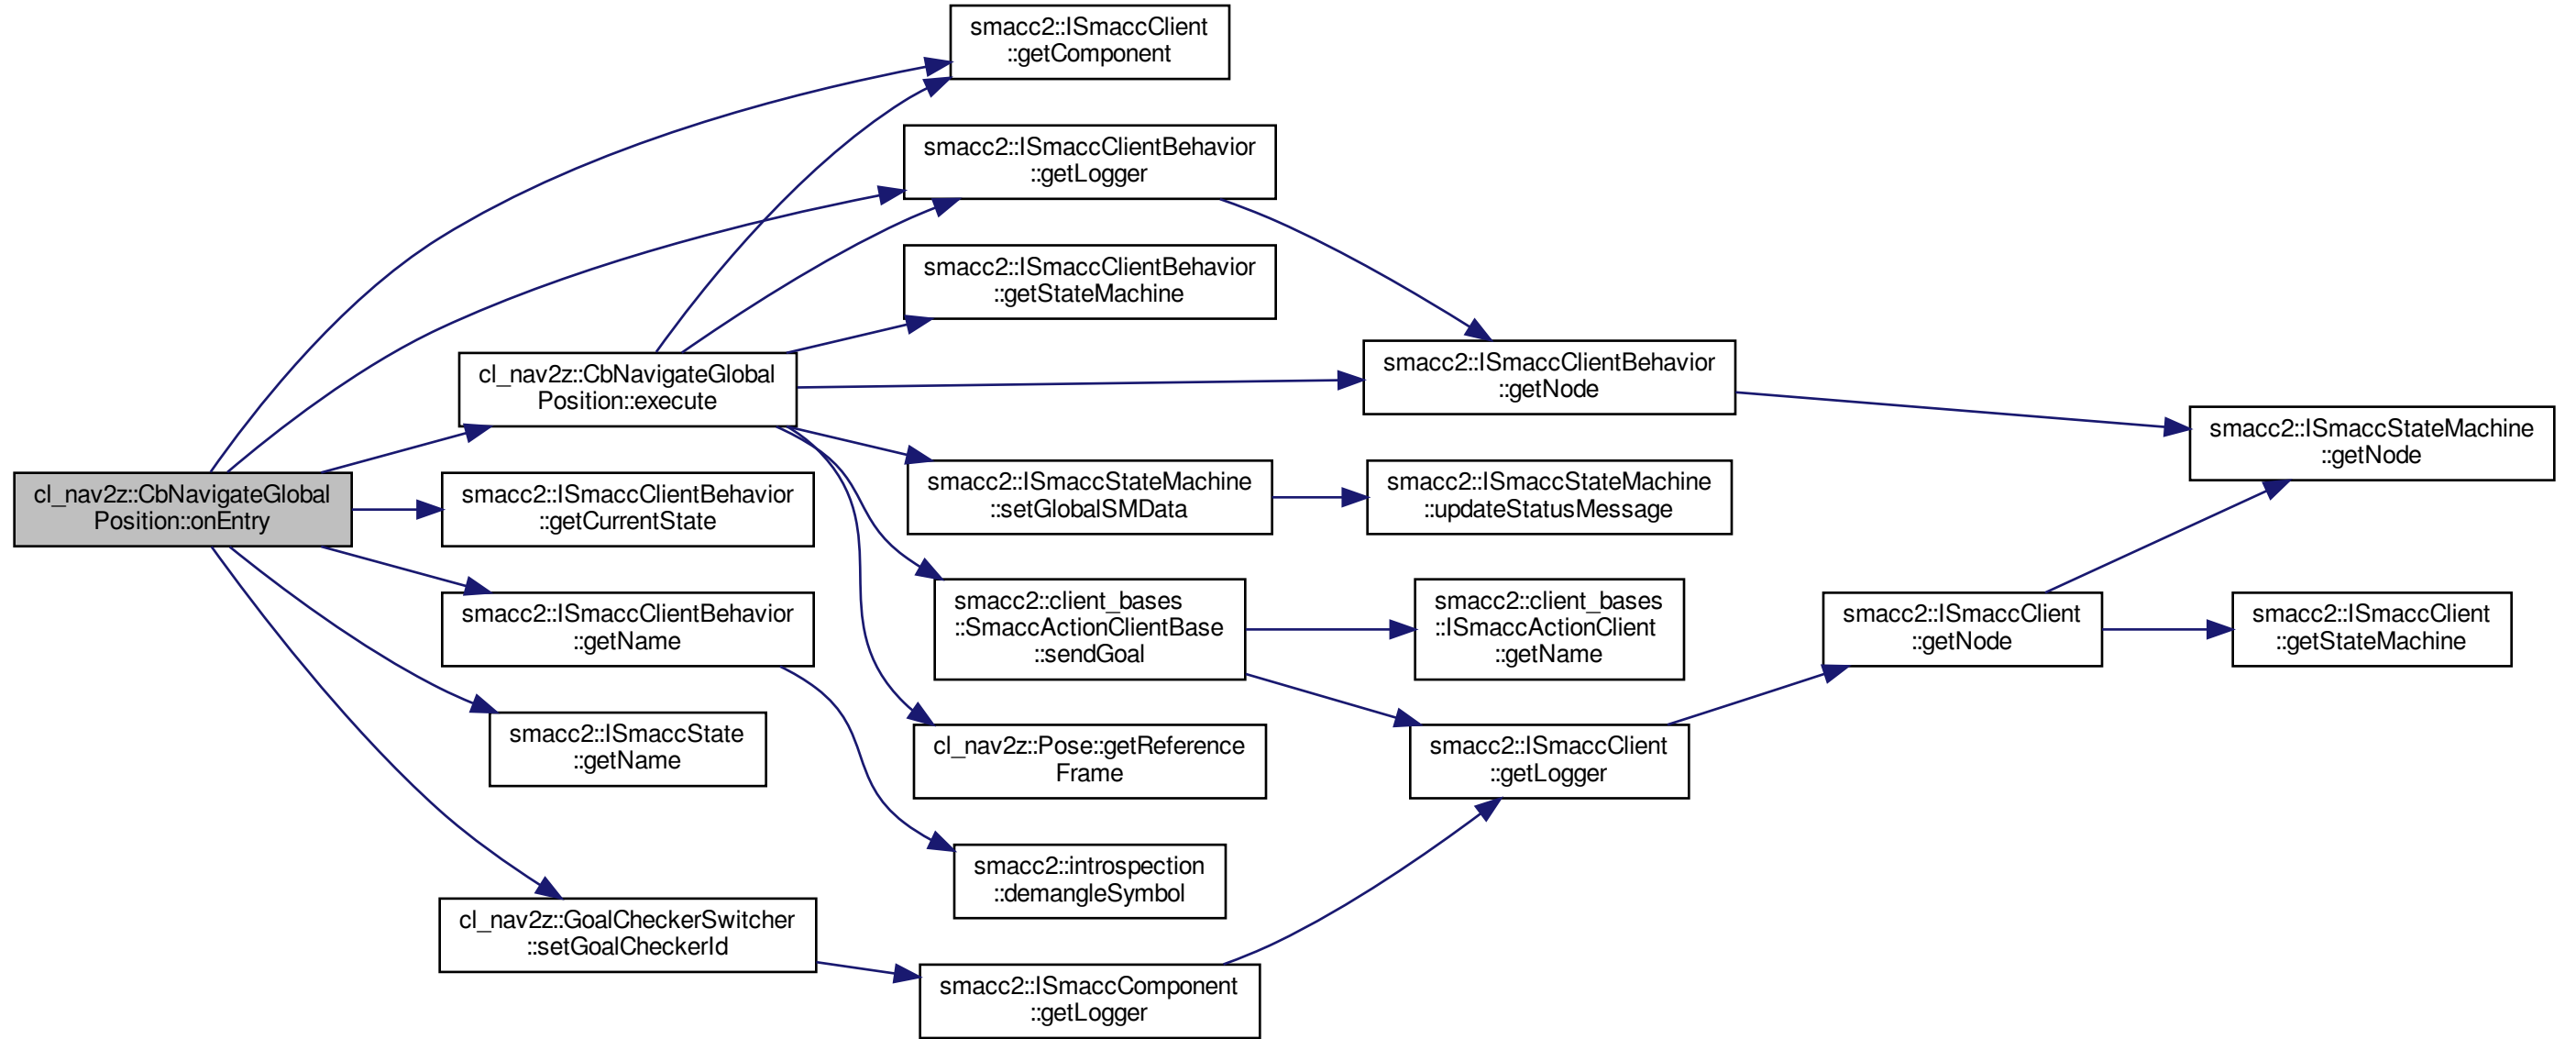 smacc2::ISmaccClient
::getComponent
smacc2::ISmaccClientBehavior
::getLogger
smacc2::ISmaccClientBehavior
::getStateMachine
cl_nav2z::CbNavigateGlobal
Position::execute
smacc2::ISmaccClientBehavior
::getNode
smacc2::ISmaccStateMachine
::getNode
cl_nav2z::CbNavigateGlobal
Position::onEntry
smacc2::ISmaccClientBehavior
::getCurrentState
smacc2::ISmaccStateMachine
::setGlobalSMData
smacc2::ISmaccStateMachine
::updateStatusMessage
smacc2::ISmaccClientBehavior
::getName
smacc2::client_bases
::SmaccActionClientBase
::sendGoal
smacc2::client_bases
::ISmaccActionClient
::getName
smacc2::ISmaccClient
::getNode
smacc2::ISmaccClient
::getStateMachine
smacc2::ISmaccState
::getName
cl_nav2z::Pose::getReference
Frame
smacc2::ISmaccClient
::getLogger
smacc2::introspection
::demangleSymbol
cl_nav2z::GoalCheckerSwitcher
::setGoalCheckerId
smacc2::ISmaccComponent
::getLogger